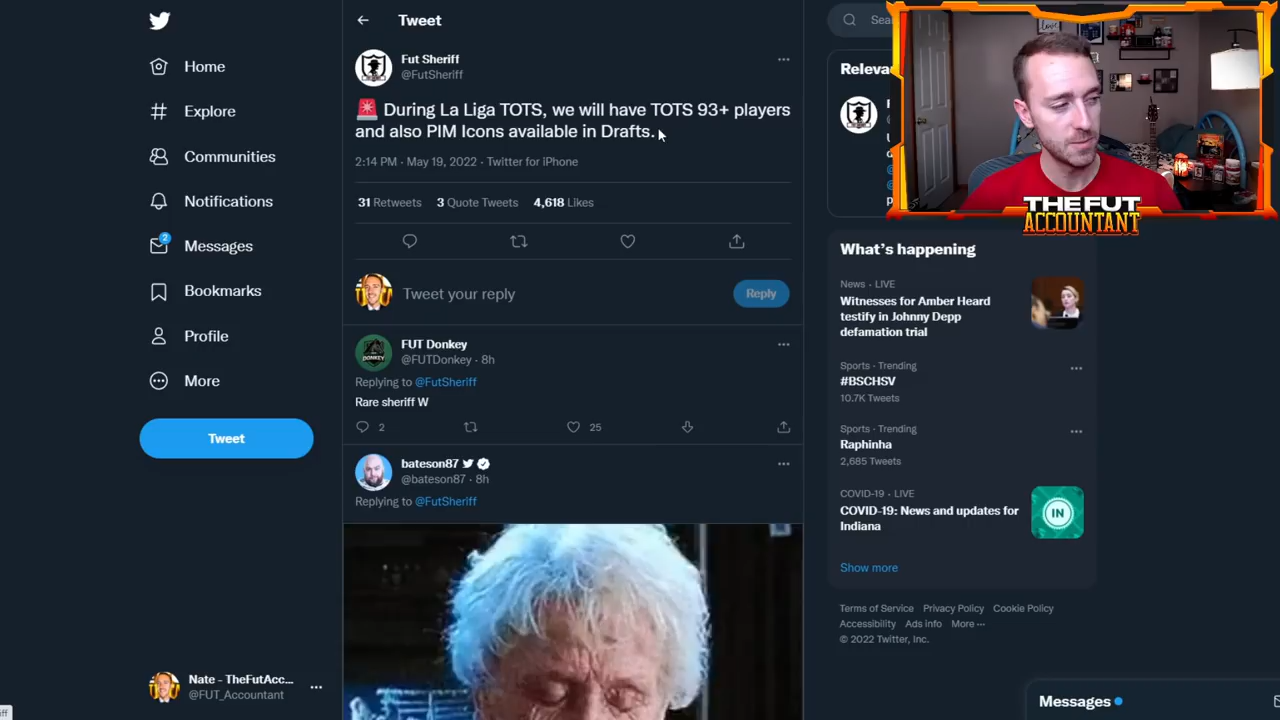 Home
Explore
Communities
Notifications
2
Messages
Bookmarks
Profile
More
Tweet
Nate - TheFutAcc...
@FUT_Accountant
Tweet
Fut Sheriff
@FutSheriff
🚨 During La Liga TOTS, we will have TOTS 93+ players
and also PIM Icons available in Drafts.
2:14 PM · May 19, 2022 · Twitter for iPhone
31 Retweets 3 Quote Tweets 4,618 Likes
Tweet your reply
Reply
FUT Donkey
@FUTDonkey · 8h
Replying to @FutSheriff
Rare sheriff W
2 25
bateson87
@bateson87 · 8h
Replying to @FutSheriff
THE FUT
ACCOUNTANT
What's happening
News · LIVE
Witnesses for Amber Heard
testify in Johnny Depp
defamation trial
Sports · Trending
#BSCHSV
10.7K Tweets
Sports · Trending
Raphinha
2,685 Tweets
COVID-19 · LIVE
COVID-19: News and updates for
Indiana
IN
Show more
Terms of Service Privacy Policy Cookie Policy
Accessibility Ads info More ···
© 2022 Twitter, Inc.
Messages